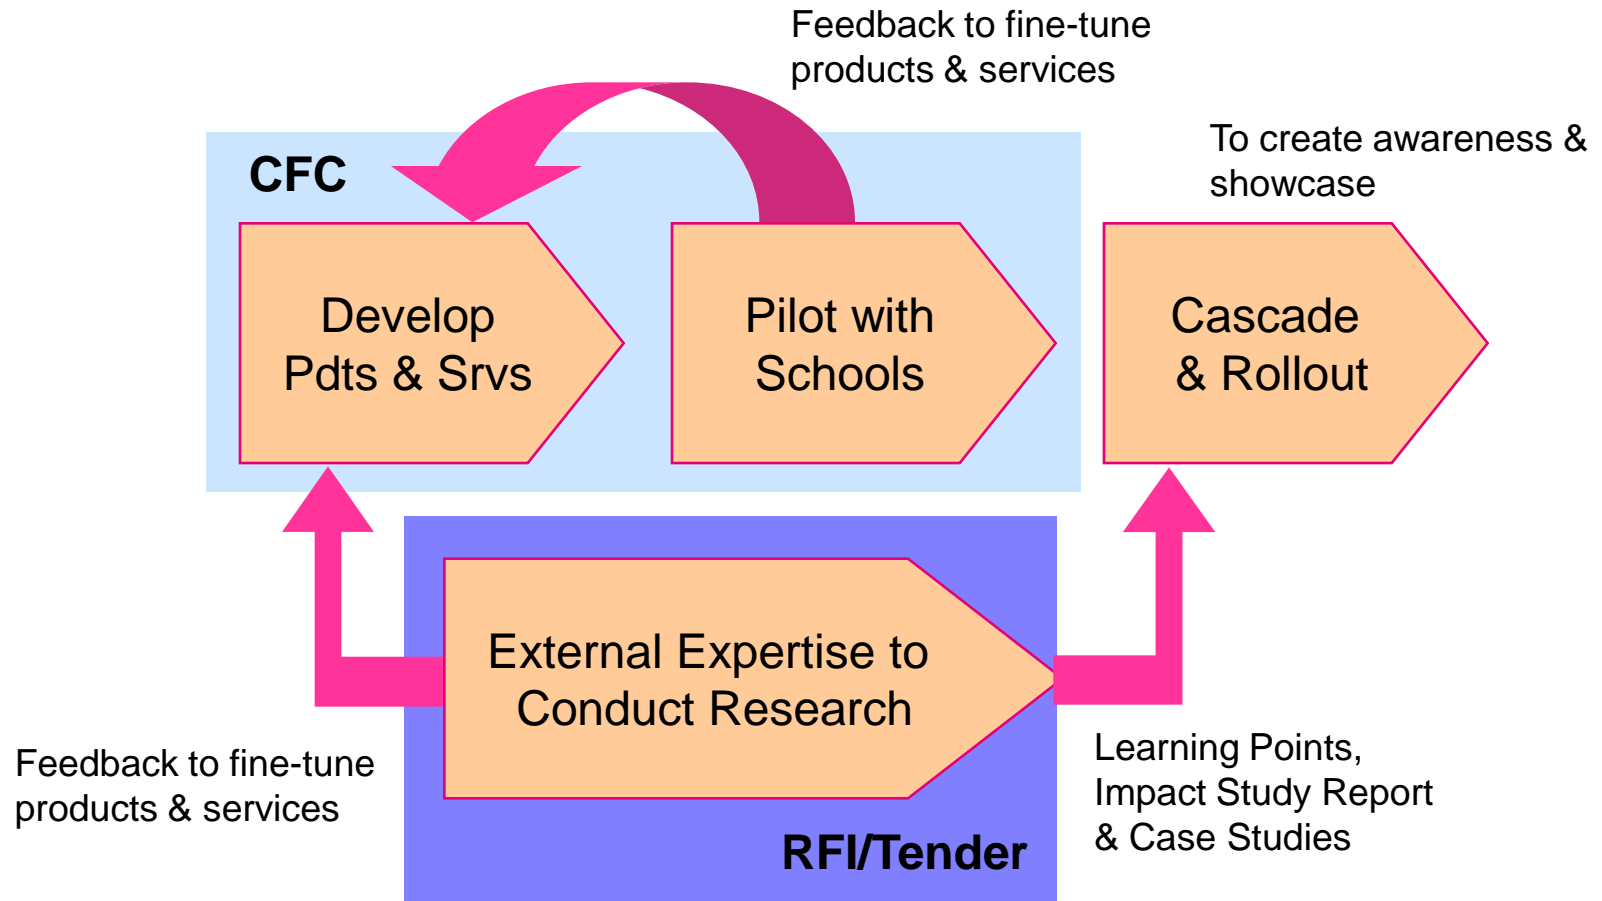 Feedback to fine-tune
products & services
To create awareness &
showcase
CFC
Develop
Pdts & Srvs
Pilot with
Schools
Cascade
& Rollout
External Expertise to
Conduct Research
Feedback to fine-tune
products & services
Learning Points,
Impact Study Report
& Case Studies
RFI/Tender